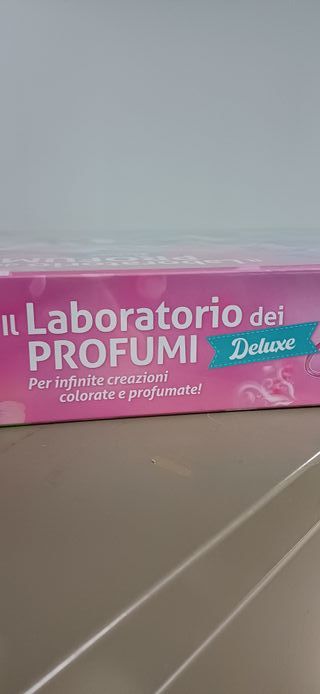 IL Laboratorio dei
PROFUMI Deluxe
Per infinite creazioni
colorate e profumate!